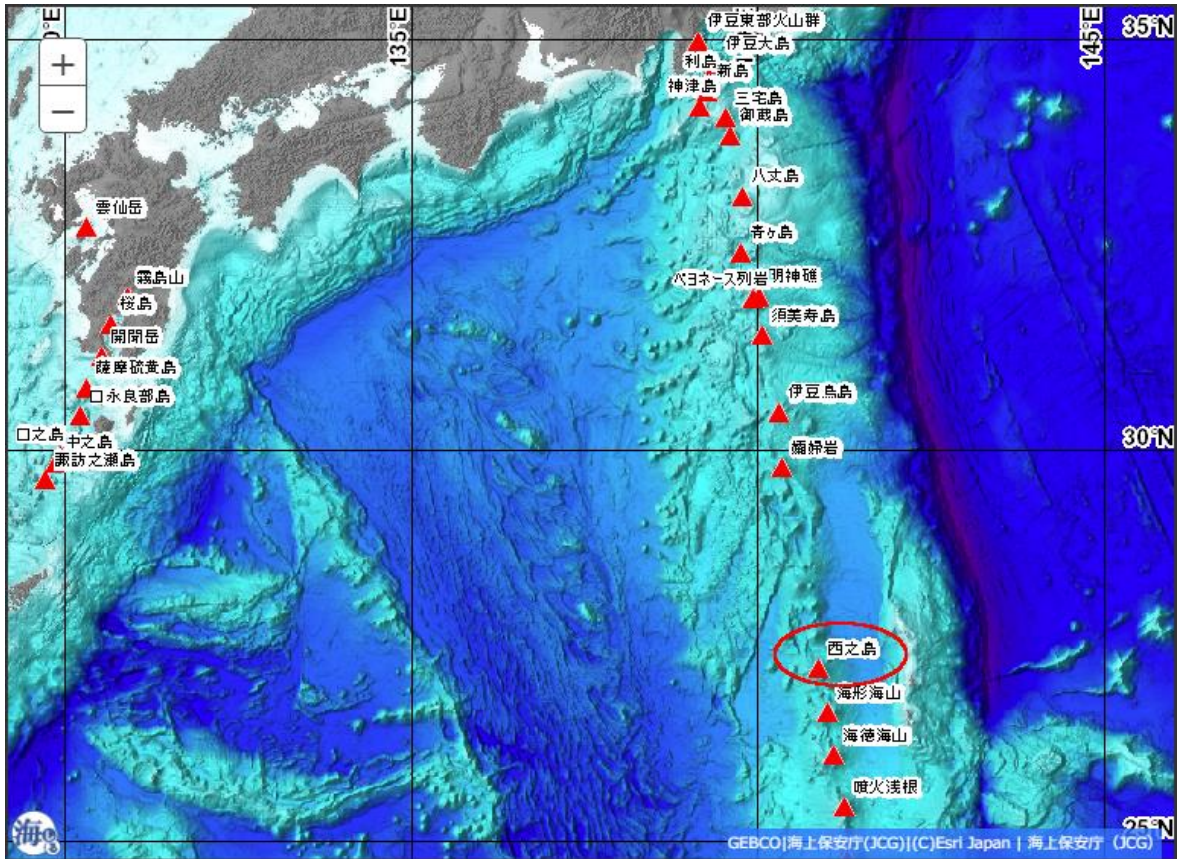 0°E
135°E
145°E
35°N
+
−
伊豆東部火山群
伊豆大島
利島
新島
神津島
三宅島
御蔵島
八丈島
雲仙岳
青ヶ島
霧島山
ベヨネース列岩
明神礁
桜島
須美寿島
開聞岳
薩摩硫黄島
口永良部島
伊豆鳥島
口之島
中之島
30°N
諏訪之瀬島
孀婦岩
西之島
海形海山
海徳海山
噴火浅根
25°N
海しる
GEBCO|海上保安庁(JCG)|(C)Esri Japan | 海上保安庁（JCG）